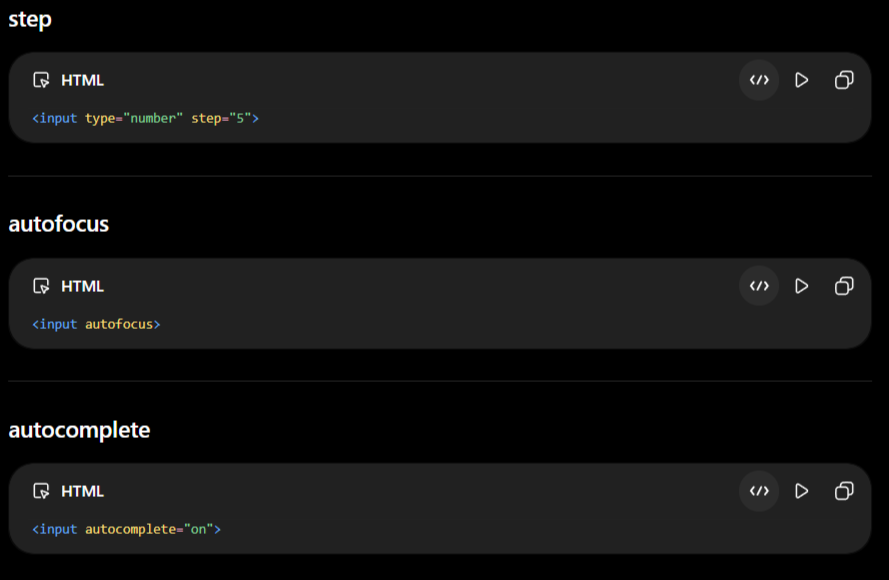 step
HTML
<input type="number" step="5">
autofocus
HTML
<input autofocus>
autocomplete
HTML
<input autocomplete="on">